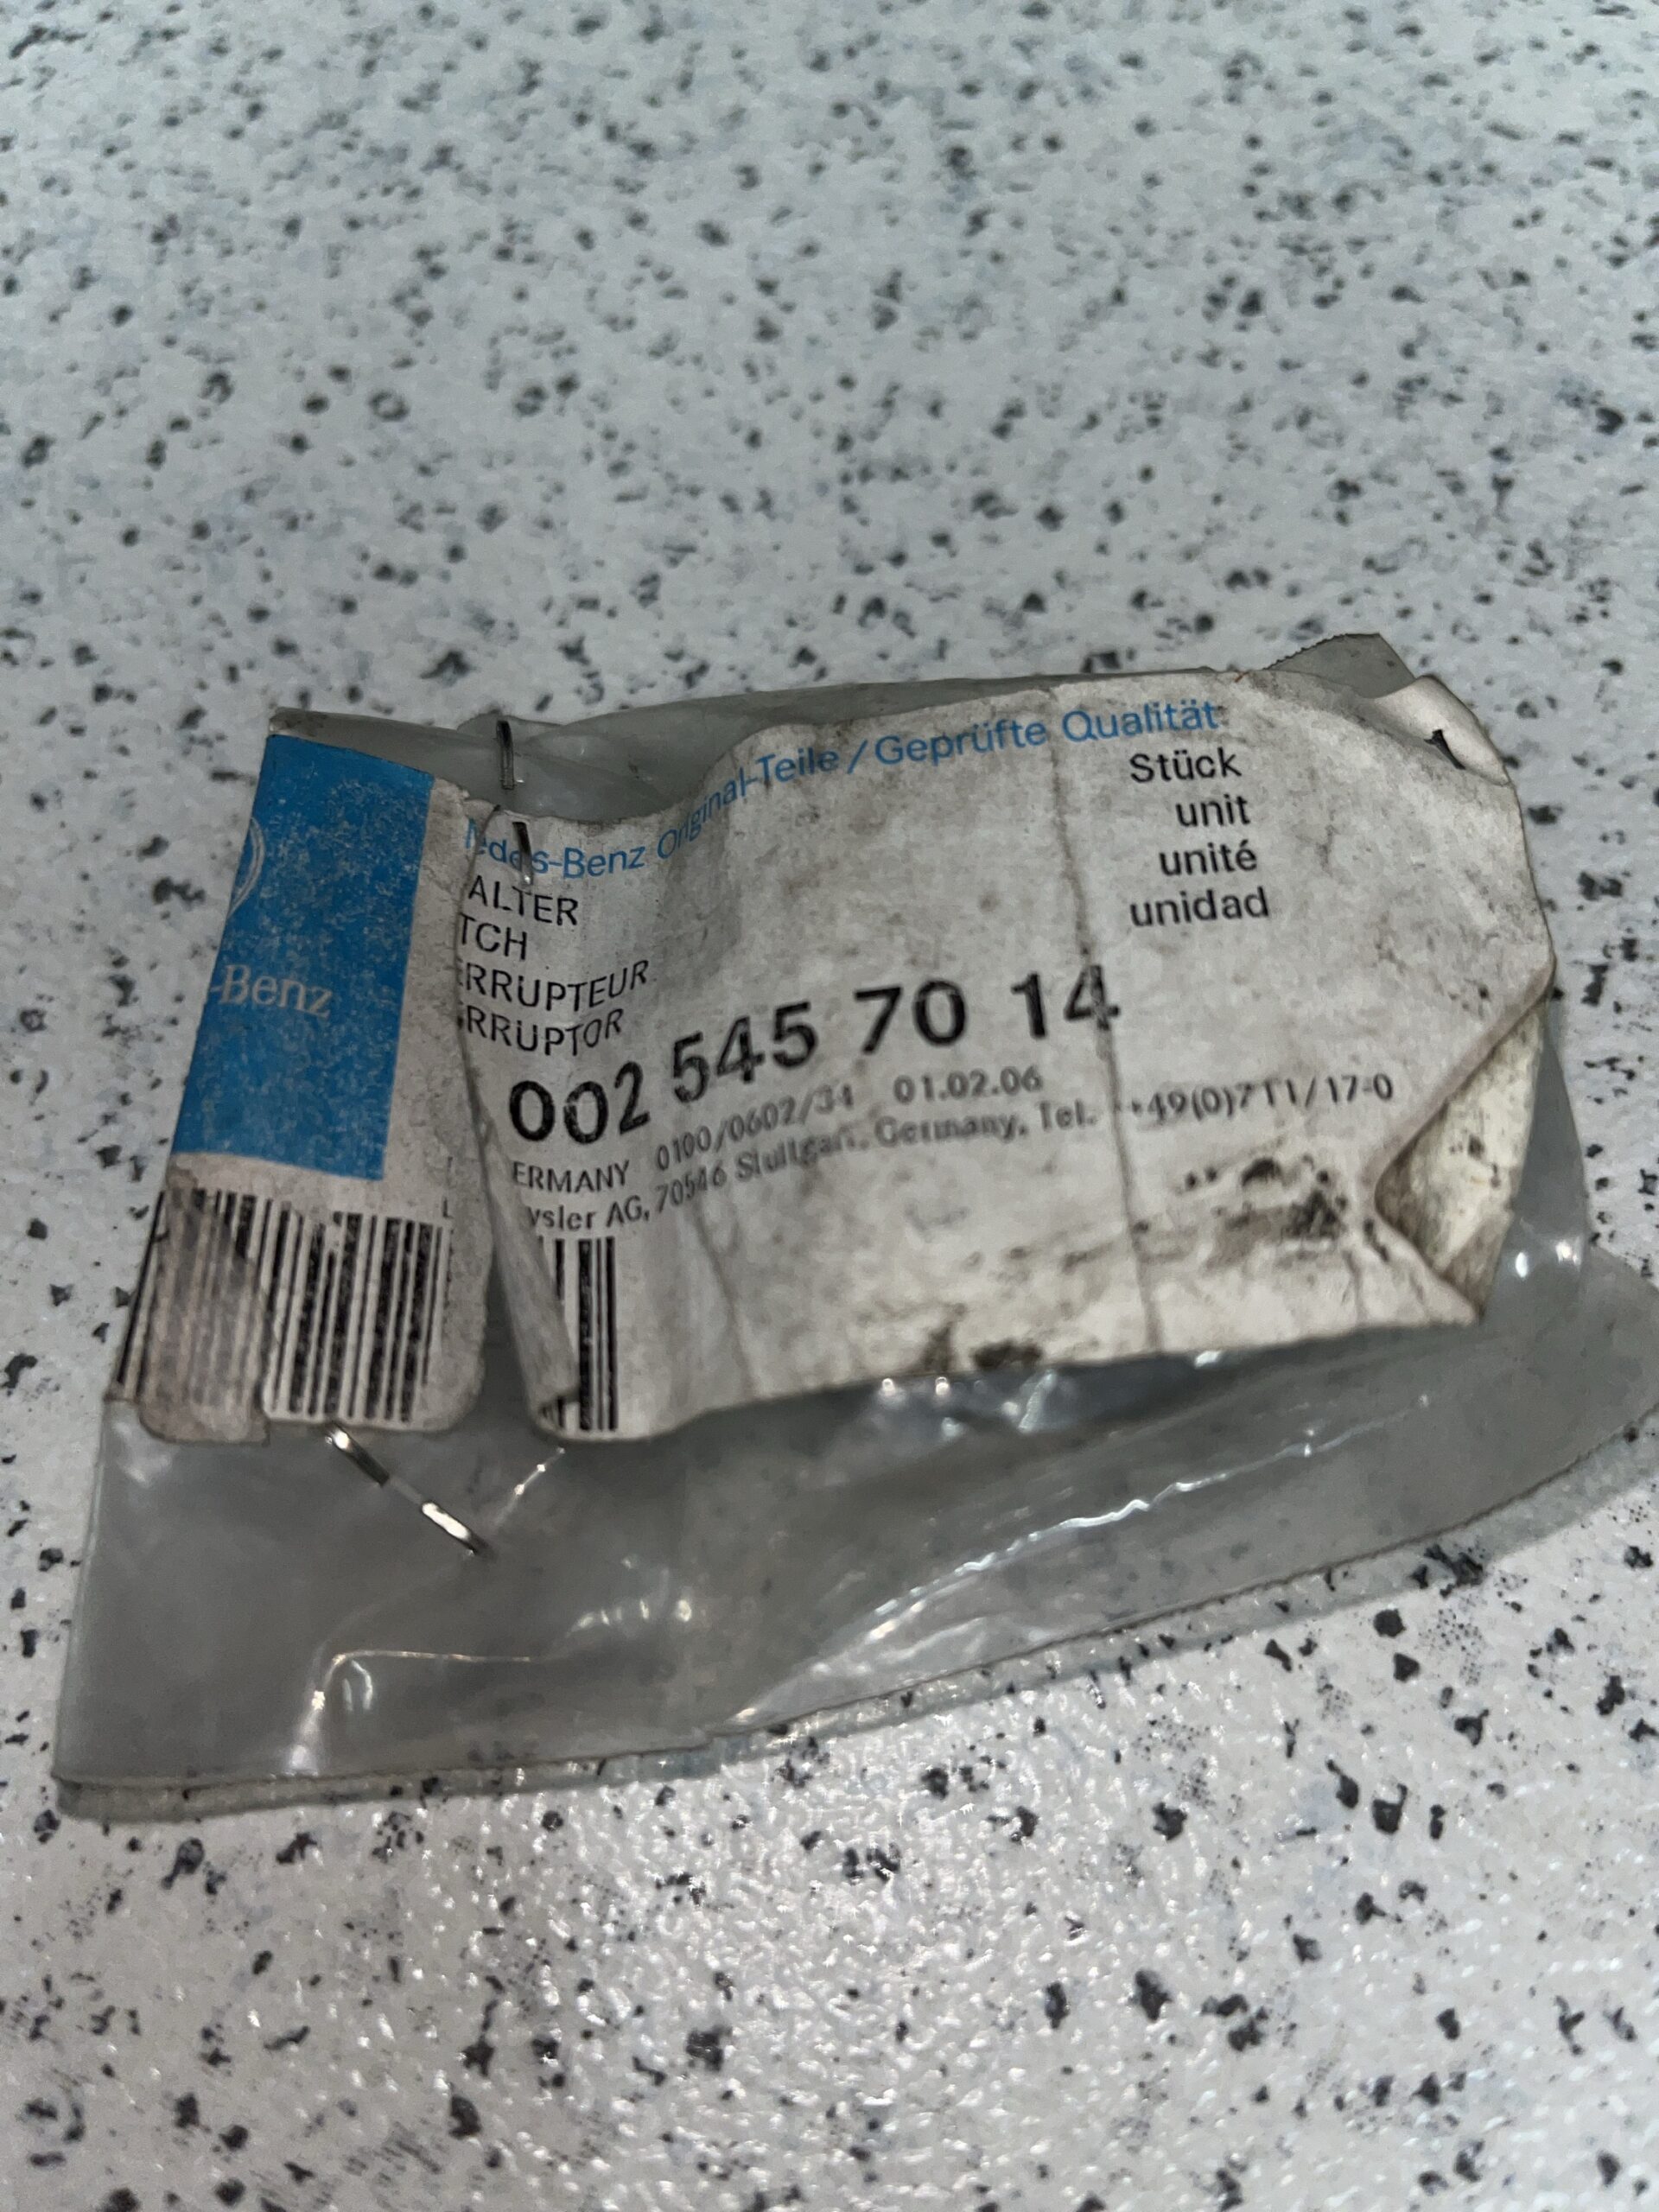 -Benz
edes-Benz Original-Teile / Geprüfte Qualität
ALTER
TCH
ERRUPTEUR
RRUPTOR
Stück
unit
unité
unidad
002 545 70 14
ERMANY 0100/0602/34 01.02.06
ysler AG, 70546 Stuttgart, Germany, Tel. +49(0)711/17-0